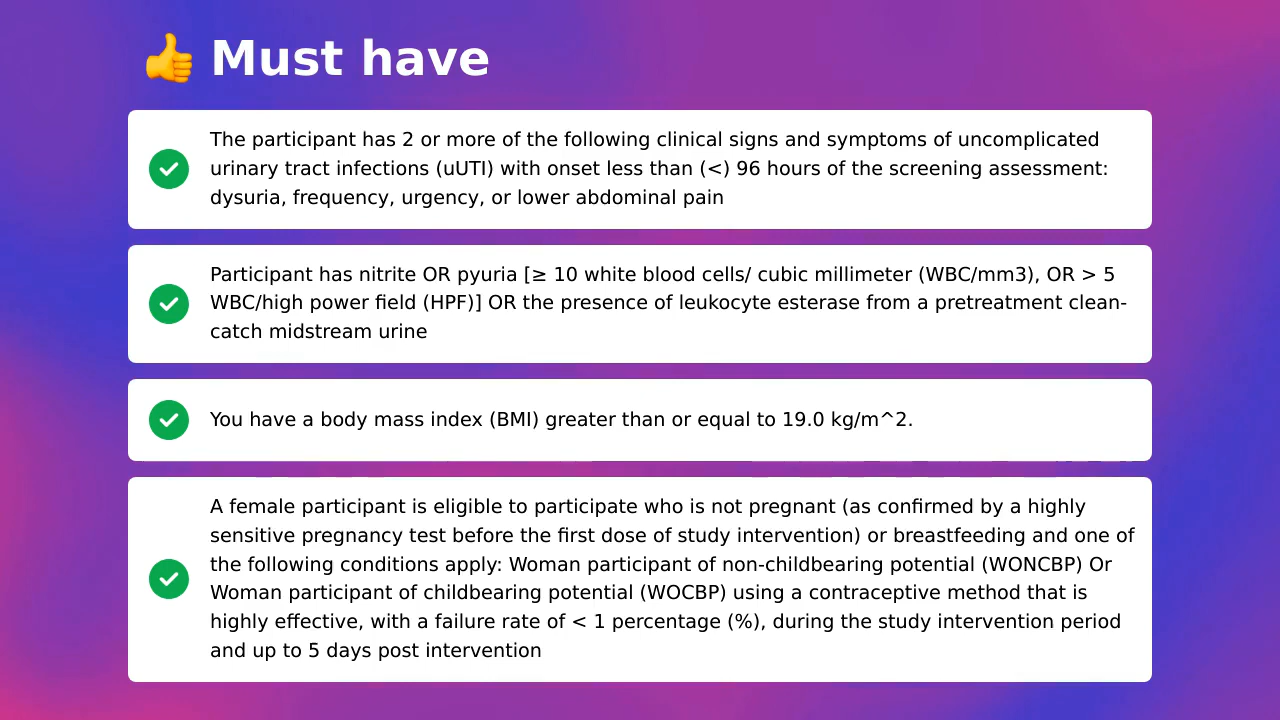 👍 Must have
The participant has 2 or more of the following clinical signs and symptoms of uncomplicated
urinary tract infections (uUTI) with onset less than (<) 96 hours of the screening assessment:
dysuria, frequency, urgency, or lower abdominal pain
Participant has nitrite OR pyuria [≥ 10 white blood cells/ cubic millimeter (WBC/mm3), OR > 5
WBC/high power field (HPF)] OR the presence of leukocyte esterase from a pretreatment clean-
catch midstream urine
You have a body mass index (BMI) greater than or equal to 19.0 kg/m^2.
A female participant is eligible to participate who is not pregnant (as confirmed by a highly
sensitive pregnancy test before the first dose of study intervention) or breastfeeding and one of
the following conditions apply: Woman participant of non-childbearing potential (WONCBP) Or
Woman participant of childbearing potential (WOCBP) using a contraceptive method that is
highly effective, with a failure rate of < 1 percentage (%), during the study intervention period
and up to 5 days post intervention